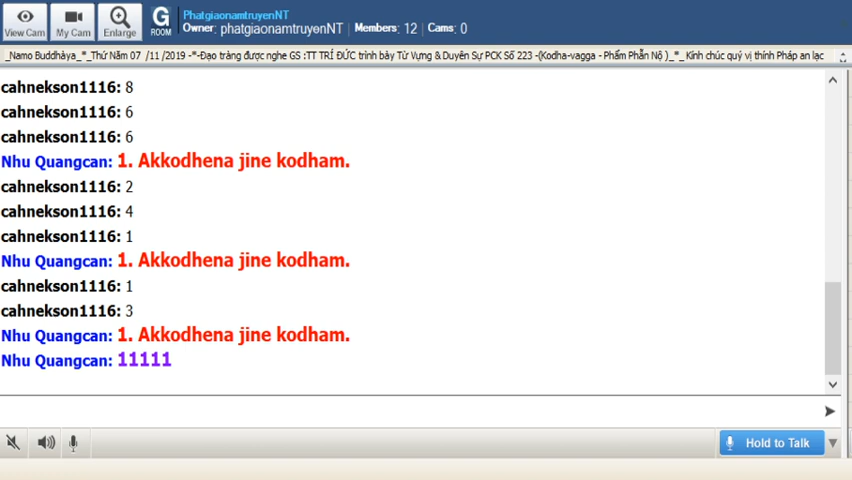 PhatgiaonamtruyenNT
Owner: phatgiaonamtruyenNT Members: 12 Cams: 0
View Cam
My Cam
Enlarge
G
ROOM
_Namo Buddhàya_*_Thứ Năm 07 /11 /2019 -*-Đạo tràng được nghe GS :TT TRÍ ĐỨC trình bày Từ Vựng & Duyên Sự PCK Số 223 -(Kodha-vagga - Phẩm Phẫn Nộ )_*_ Kính chúc quý vị thính Pháp an lạc
cahnekson1116: 8
cahnekson1116: 6
cahnekson1116: 6
Nhu Quangcan: 1. Akkodhena jine kodham.
cahnekson1116: 2
cahnekson1116: 4
cahnekson1116: 1
Nhu Quangcan: 1. Akkodhena jine kodham.
cahnekson1116: 1
cahnekson1116: 3
Nhu Quangcan: 1. Akkodhena jine kodham.
Nhu Quangcan: 11111
Hold to Talk